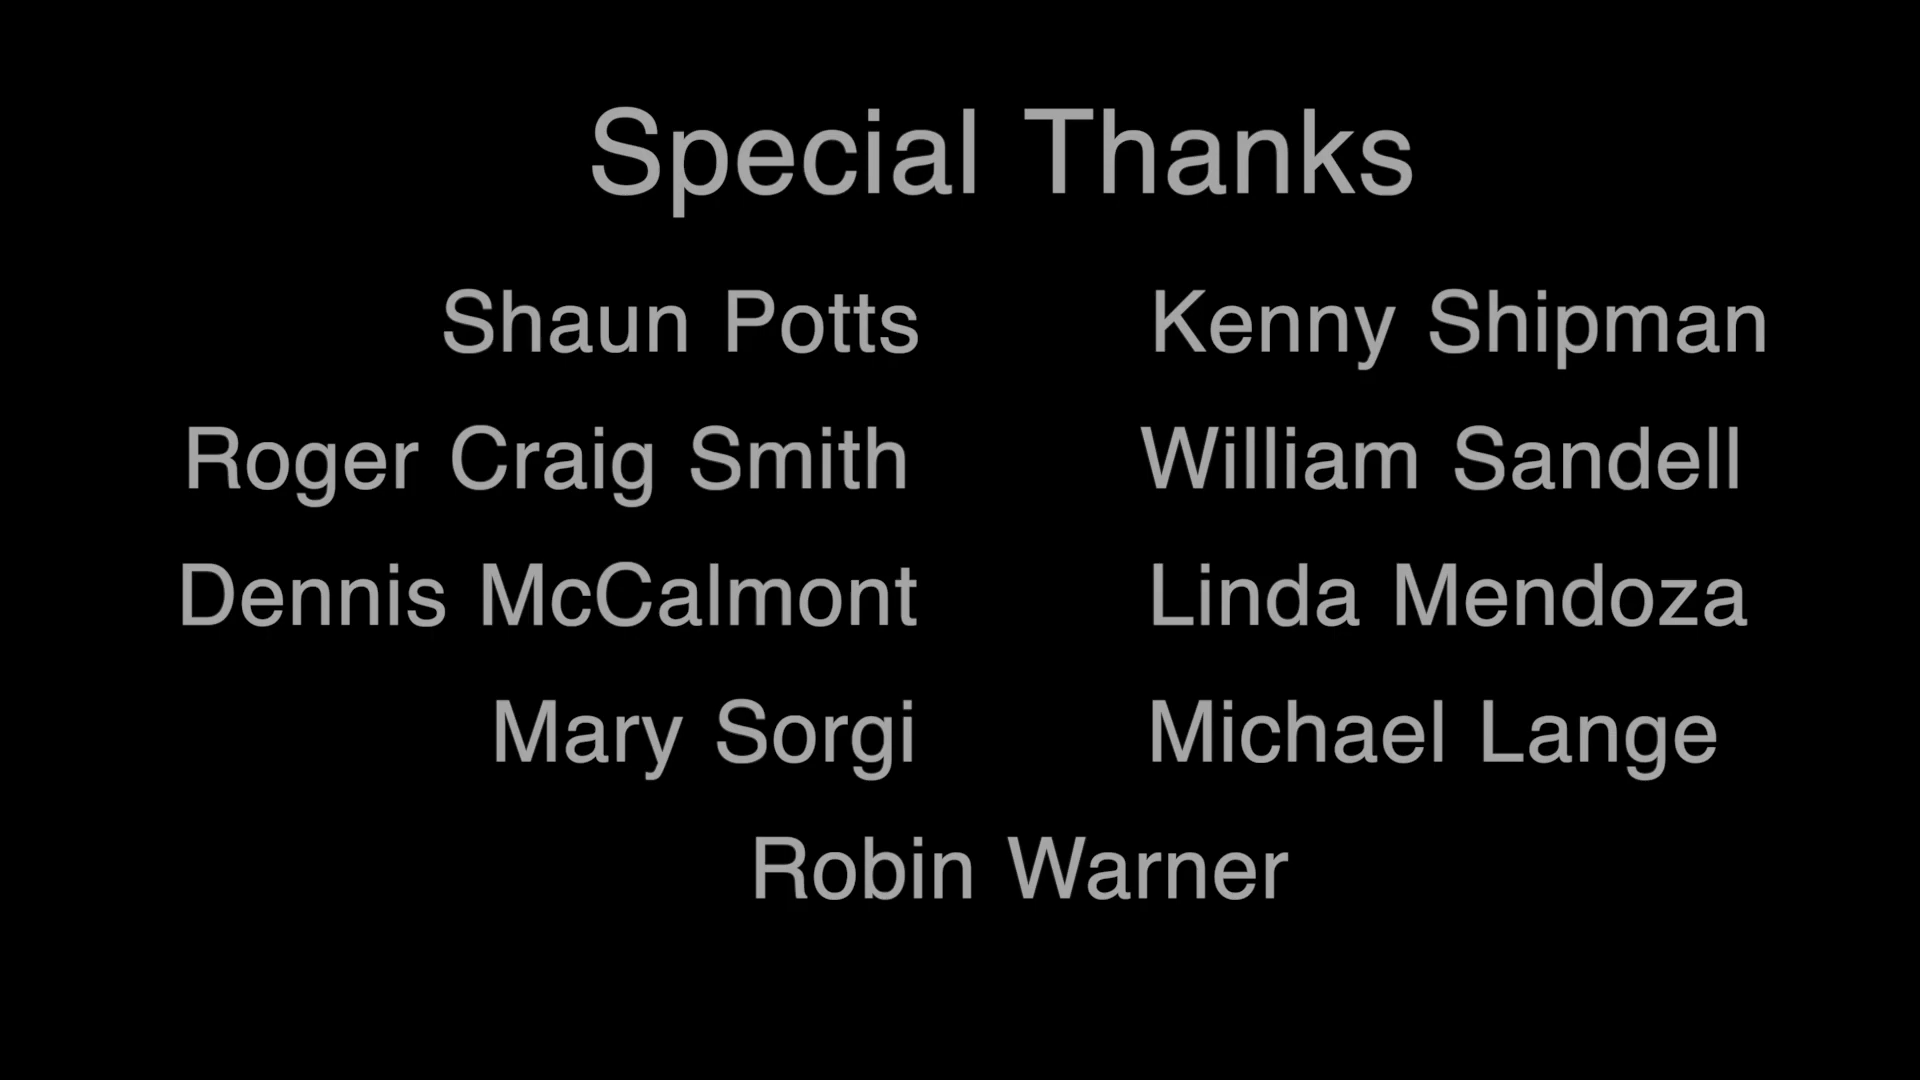 Special Thanks
Shaun Potts Kenny Shipman
Roger Craig Smith William Sandell
Dennis McCalmont Linda Mendoza
Mary Sorgi Michael Lange
Robin Warner